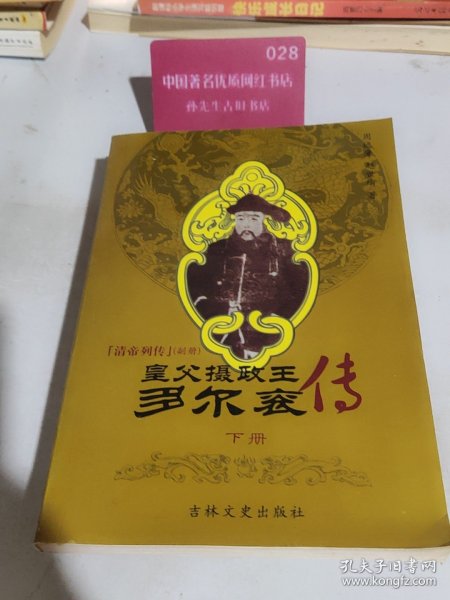 028
中国著名优质网红书店
孙先生古旧书店
「清帝列传」(副册)
皇父摄政王
多尔衮传
下册
吉林文史出版社
孔夫子旧书网
www.kongfz.com